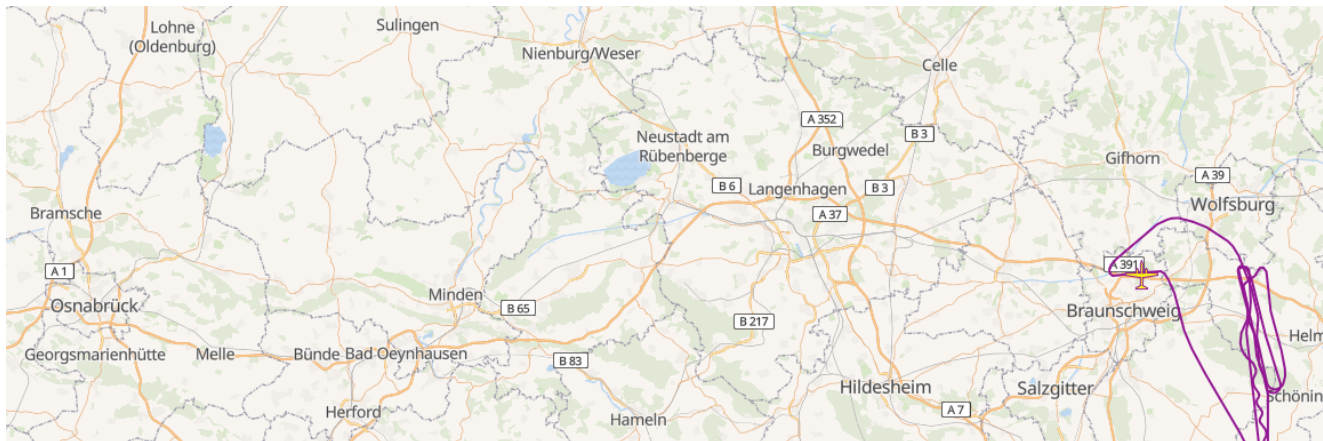 Lohne
(Oldenburg)
Sulingen
Nienburg/Weser
Celle
A 352
B 3
Neustadt am
Rübenberge
Burgwedel
Gifhorn
A 39
B 6
Langenhagen
B 3
Bramsche
A 37
Wolfsburg
A 1
A 391
Osnabrück
Minden
B 65
Braunschweig
B 217
Helm
Georgsmarienhütte
Melle
Bünde
Bad Oeynhausen
B 83
Hildesheim
Salzgitter
Schönin
Herford
Hameln
A 7